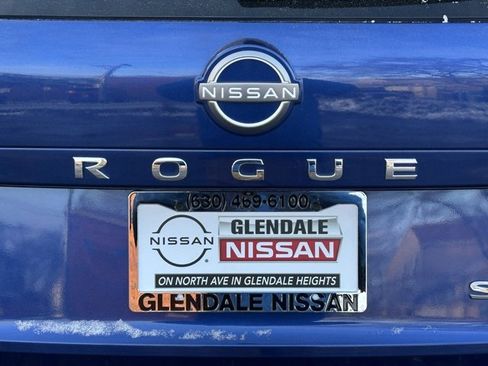 NISSAN
ROGUE
(630) 469-6100
NISSAN
GLENDALE
NISSAN
ON NORTH AVE IN GLENDALE HEIGHTS
GLENDALE NISSAN
S